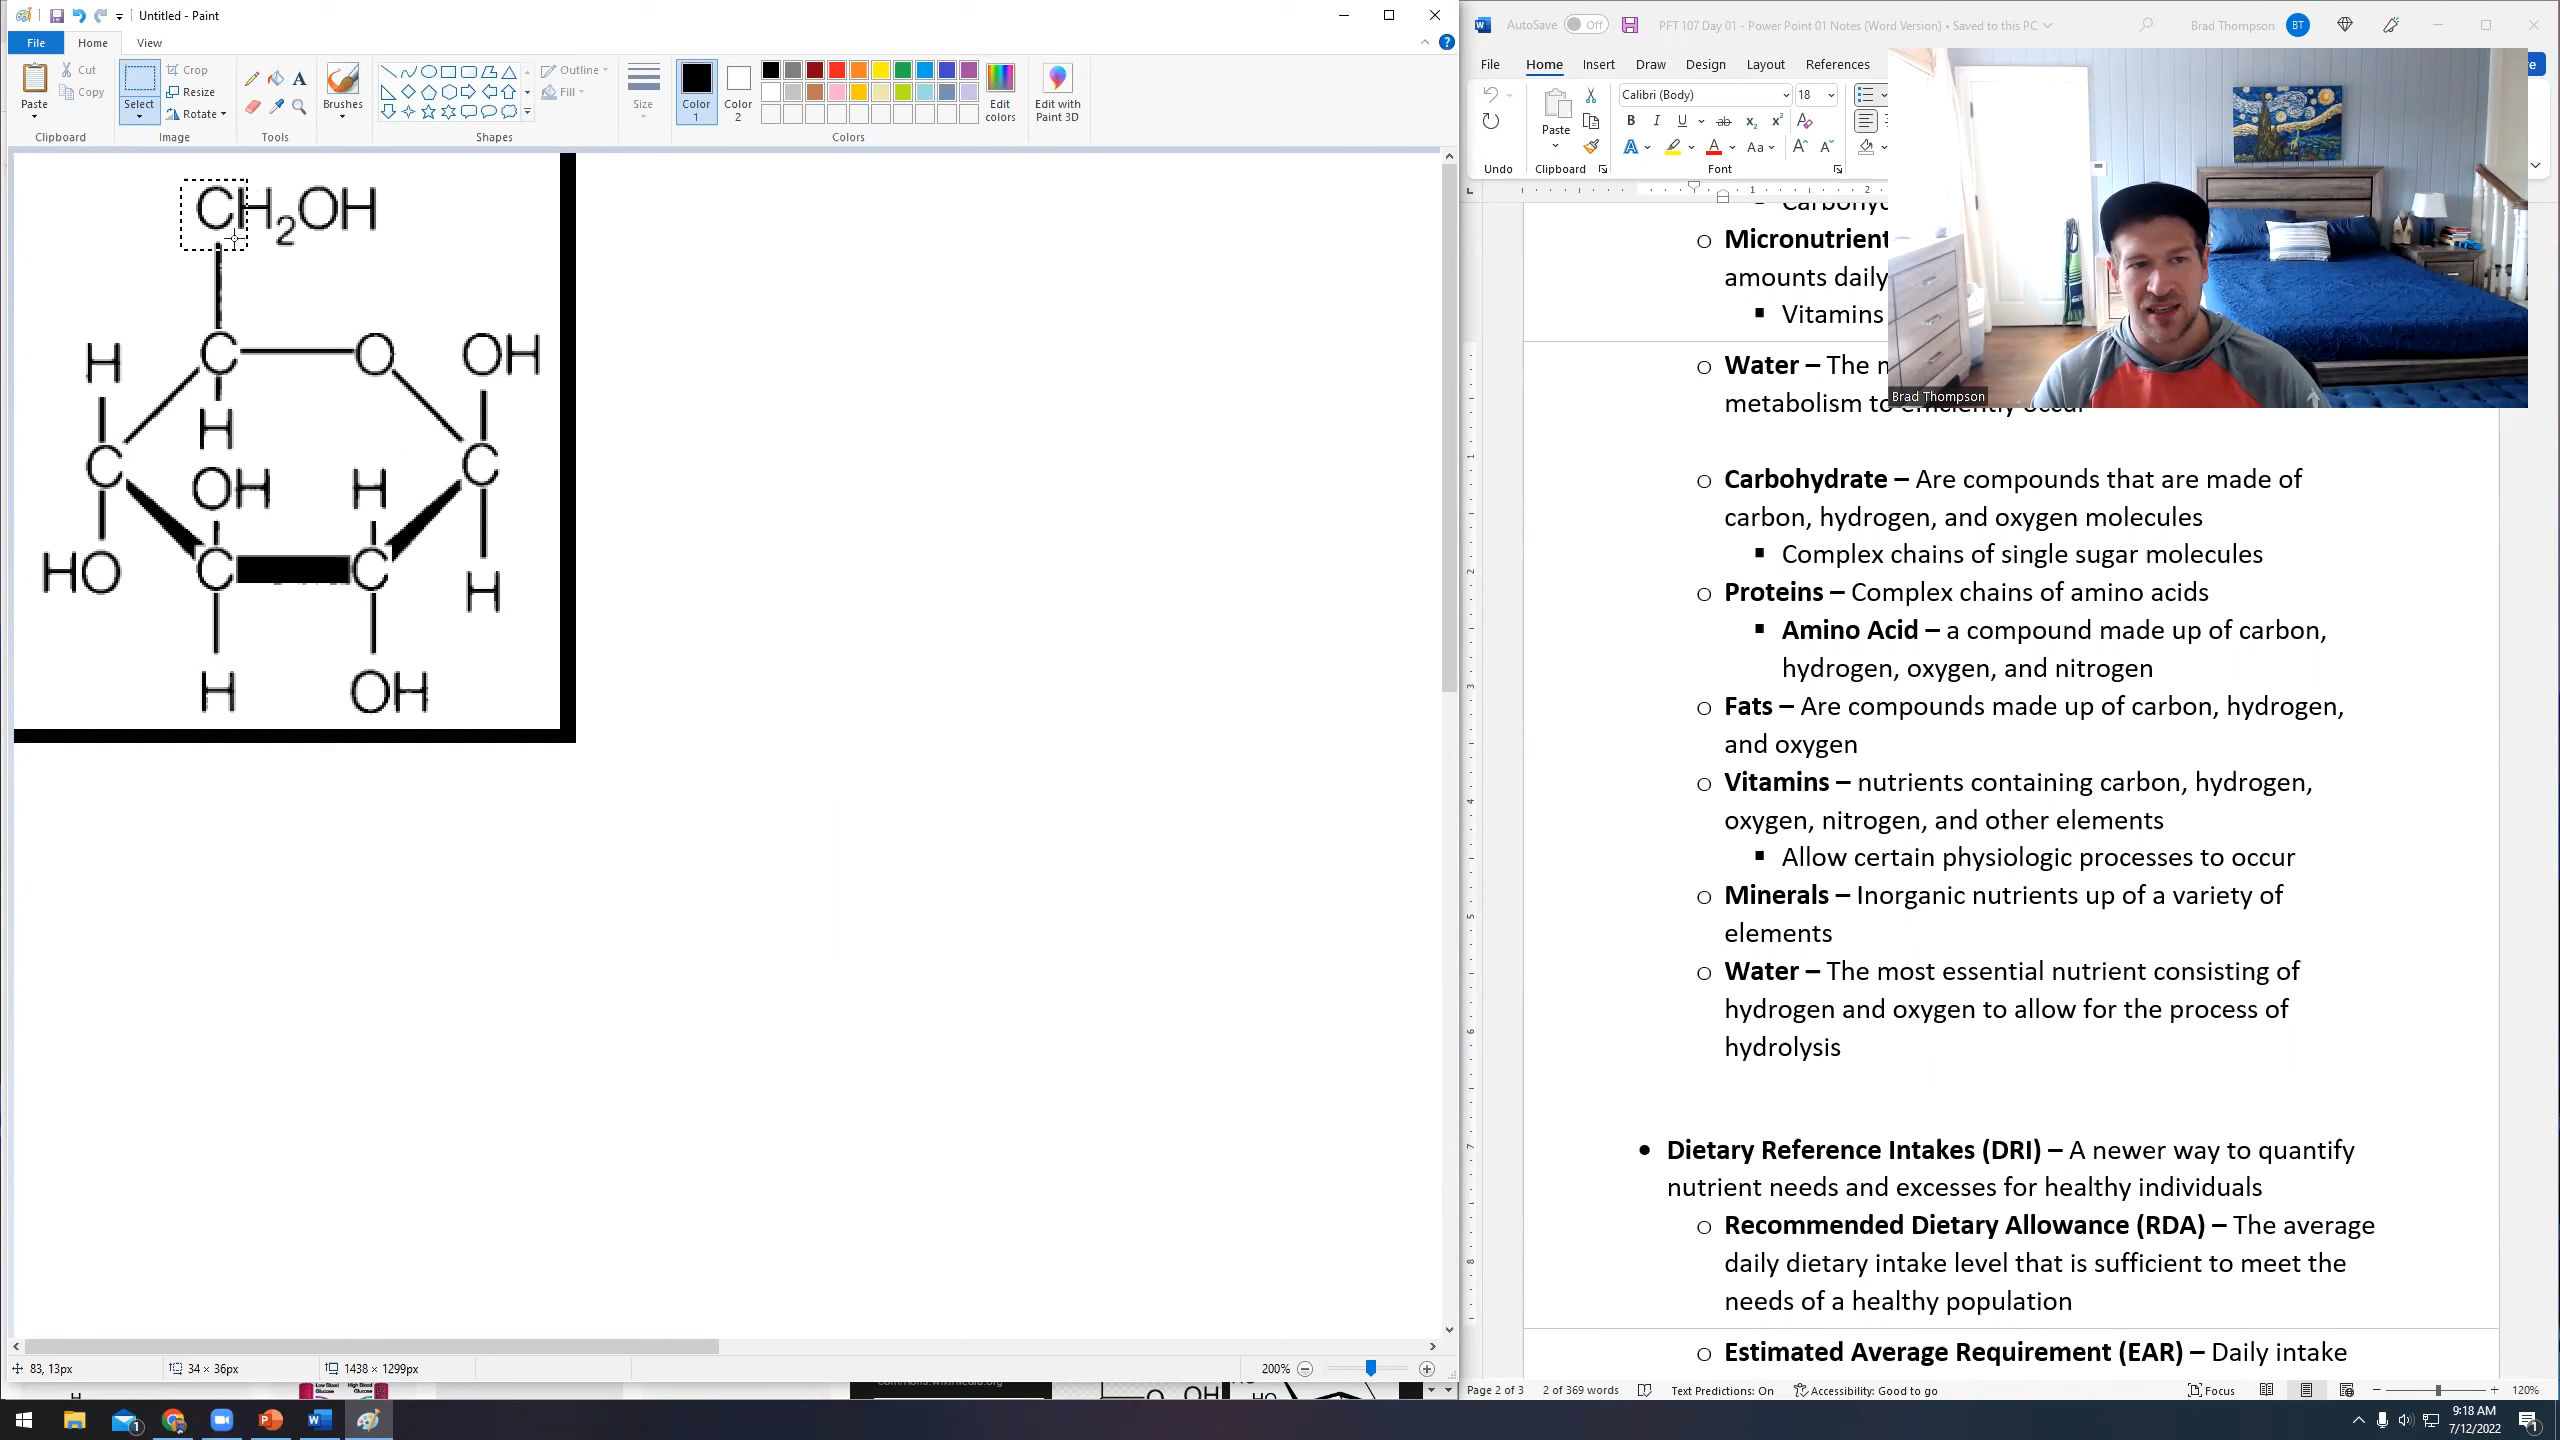 Untitled - Paint
File
Home
View
Paste
Cut
Copy
Clipboard
Select
Crop
Resize
Rotate
Image
Tools
Brushes
Shapes
Outline
Fill
Size
Color 1
Color 2
Edit colors
Colors
Edit with Paint 3D
CH2OH
H
C
O
OH
H
C
OH
H
C
HO
C
C
H
H
OH
83, 13px
34 × 36px
1438 × 1299px
200%
AutoSave
Off
PFT 107 Day 01 - Power Point 01 Notes (Word Version) • Saved to this PC
Brad Thompson
BT
File
Home
Insert
Draw
Design
Layout
References
Undo
Paste
Clipboard
Calibri (Body)
18
Font
Brad Thompson
Micronutrient
amounts daily
Vitamins
Water –
metabolism to efficiently occur
Carbohydrate – Are compounds that are made of
carbon, hydrogen, and oxygen molecules
Complex chains of single sugar molecules
Proteins – Complex chains of amino acids
Amino Acid – a compound made up of carbon,
hydrogen, oxygen, and nitrogen
Fats – Are compounds made up of carbon, hydrogen,
and oxygen
Vitamins – nutrients containing carbon, hydrogen,
oxygen, nitrogen, and other elements
Allow certain physiologic processes to occur
Minerals – Inorganic nutrients up of a variety of
elements
Water – The most essential nutrient consisting of
hydrogen and oxygen to allow for the process of
hydrolysis
Dietary Reference Intakes (DRI) – A newer way to quantify
nutrient needs and excesses for healthy individuals
Recommended Dietary Allowance (RDA) – The average
daily dietary intake level that is sufficient to meet the
needs of a healthy population
Estimated Average Requirement (EAR) – Daily intake
Page 2 of 3
2 of 369 words
Text Predictions: On
Accessibility: Good to go
Focus
120%
9:18 AM
7/12/2022